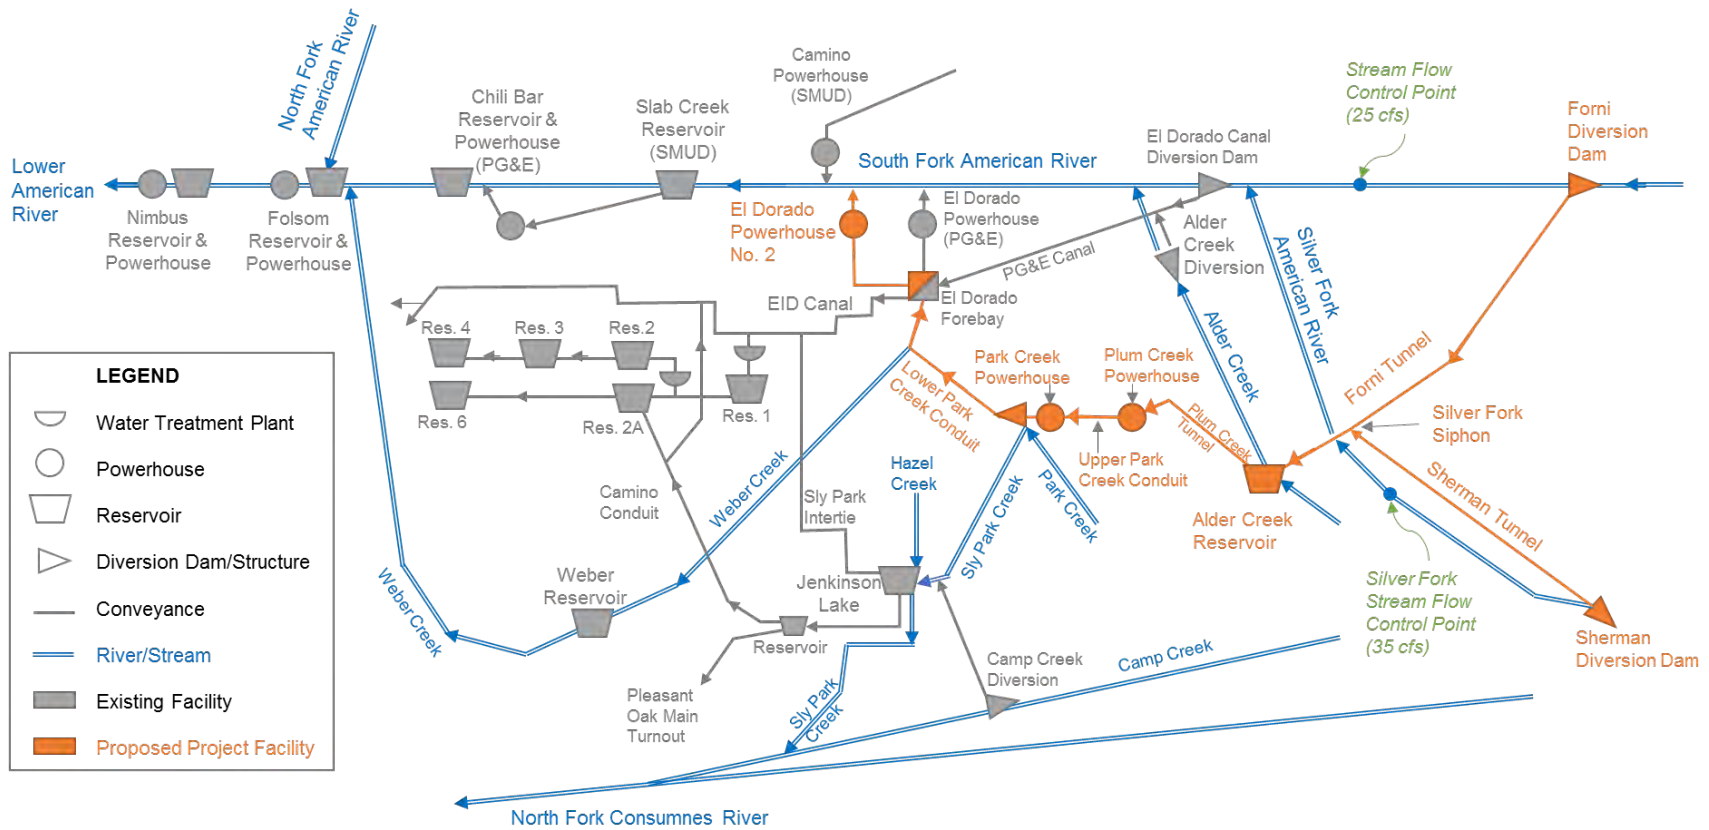 North Fork
American River
Lower
American
River
Nimbus
Reservoir &
Powerhouse
Folsom
Reservoir &
Powerhouse
Chili Bar
Reservoir &
Powerhouse
(PG&E)
Slab Creek
Reservoir
(SMUD)
Camino
Powerhouse
(SMUD)
South Fork American River
El Dorado Canal
Diversion Dam
Stream Flow
Control Point
(25 cfs)
Forni
Diversion
Dam
El Dorado
Powerhouse
No. 2
El Dorado
Powerhouse
(PG&E)
PG&E Canal
Alder
Creek
Diversion
Silver Fork
American River
EID Canal
El Dorado
Forebay
Alder Creek
Forni Tunnel
Res. 4
Res. 3
Res.2
Res. 6
Res. 2A
Res. 1
Lower Park
Creek Conduit
Park Creek
Powerhouse
Plum Creek
Powerhouse
Plum Creek
Tunnel
Upper Park
Creek Conduit
Silver Fork
Siphon
Sherman Tunnel
Alder Creek
Reservoir
Camino
Conduit
Weber Creek
Sly Park
Intertie
Hazel
Creek
Sly Park Creek
Park Creek
Weber Creek
Weber
Reservoir
Jenkinson
Lake
Reservoir
Silver Fork
Stream Flow
Control Point
(35 cfs)
Sherman
Diversion Dam
Pleasant
Oak Main
Turnout
Sly Park
Creek
Camp Creek
Diversion
Camp Creek
North Fork Consumnes River
LEGEND
Water Treatment Plant
Powerhouse
Reservoir
Diversion Dam/Structure
Conveyance
River/Stream
Existing Facility
Proposed Project Facility